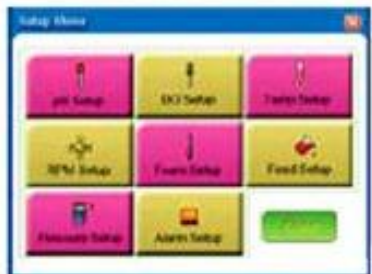 Setup Menu
pH Setup
DO Setup
Temp Setup
RPM Setup
Foam Setup
Feed Setup
Pressure Setup
Alarm Setup